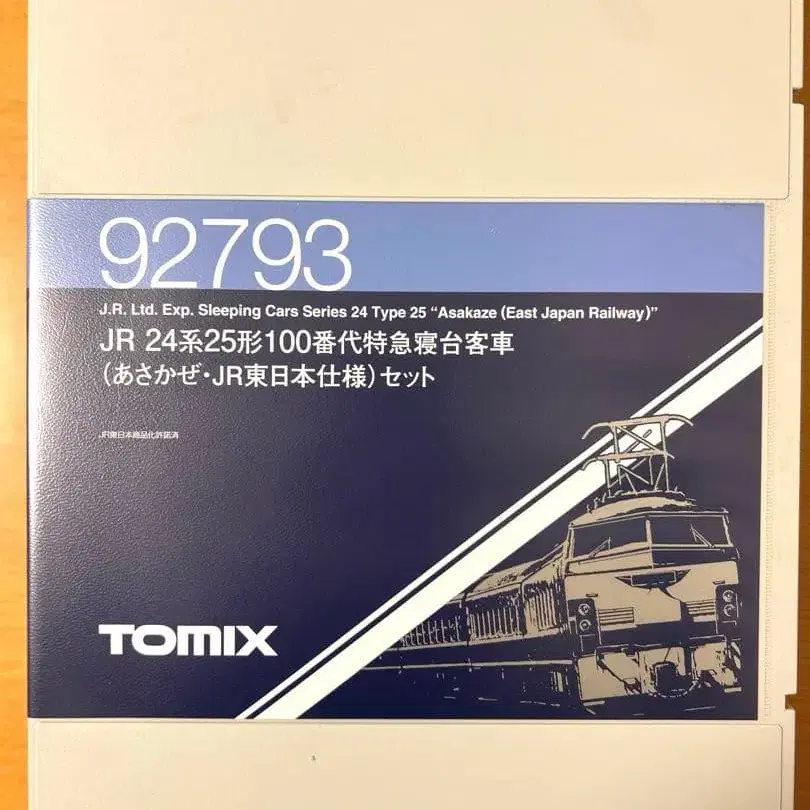 92793
J.R. Ltd. Exp. Sleeping Cars Series 24 Type 25 “Asakaze (East Japan Railway)”
JR 24系25形100番代特急寝台客車
(あさかぜ・JR東日本仕様)セット
JR東日本商品化許諾済
TOMIX